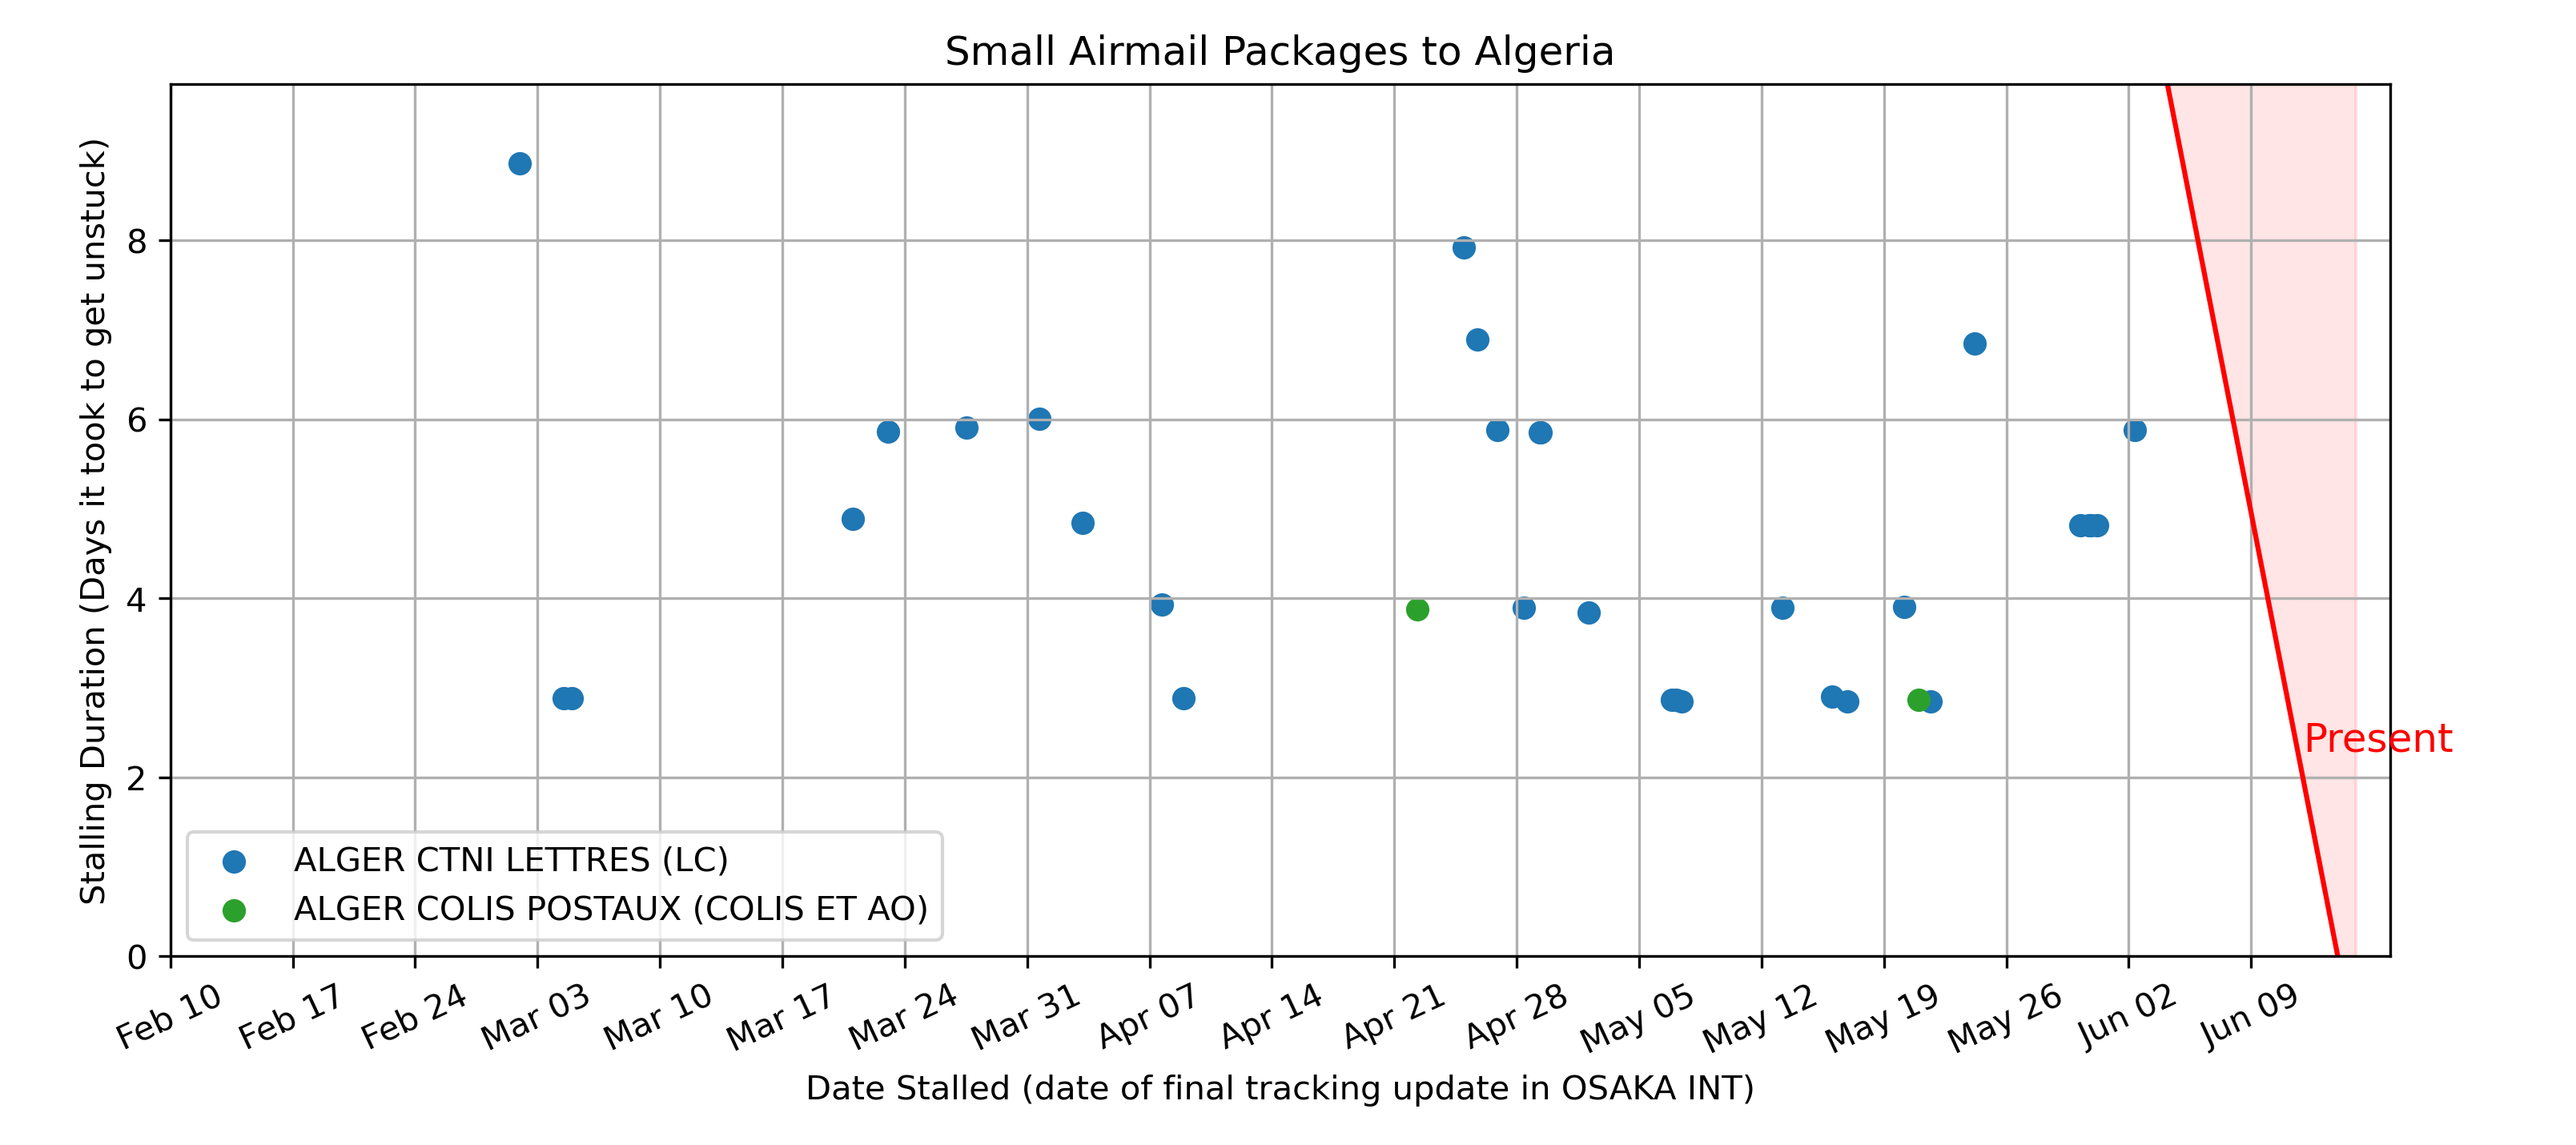 Small Airmail Packages to Algeria
Stalling Duration (Days it took to get unstuck)
8
6
4
2
0
Present
ALGER CTNI LETTRES (LC)
ALGER COLIS POSTAUX (COLIS ET AO)
Feb 10
Feb 17
Feb 24
Mar 03
Mar 10
Mar 17
Mar 24
Mar 31
Apr 07
Apr 14
Apr 21
Apr 28
May 05
May 12
May 19
May 26
Jun 02
Jun 09
Date Stalled (date of final tracking update in OSAKA INT)